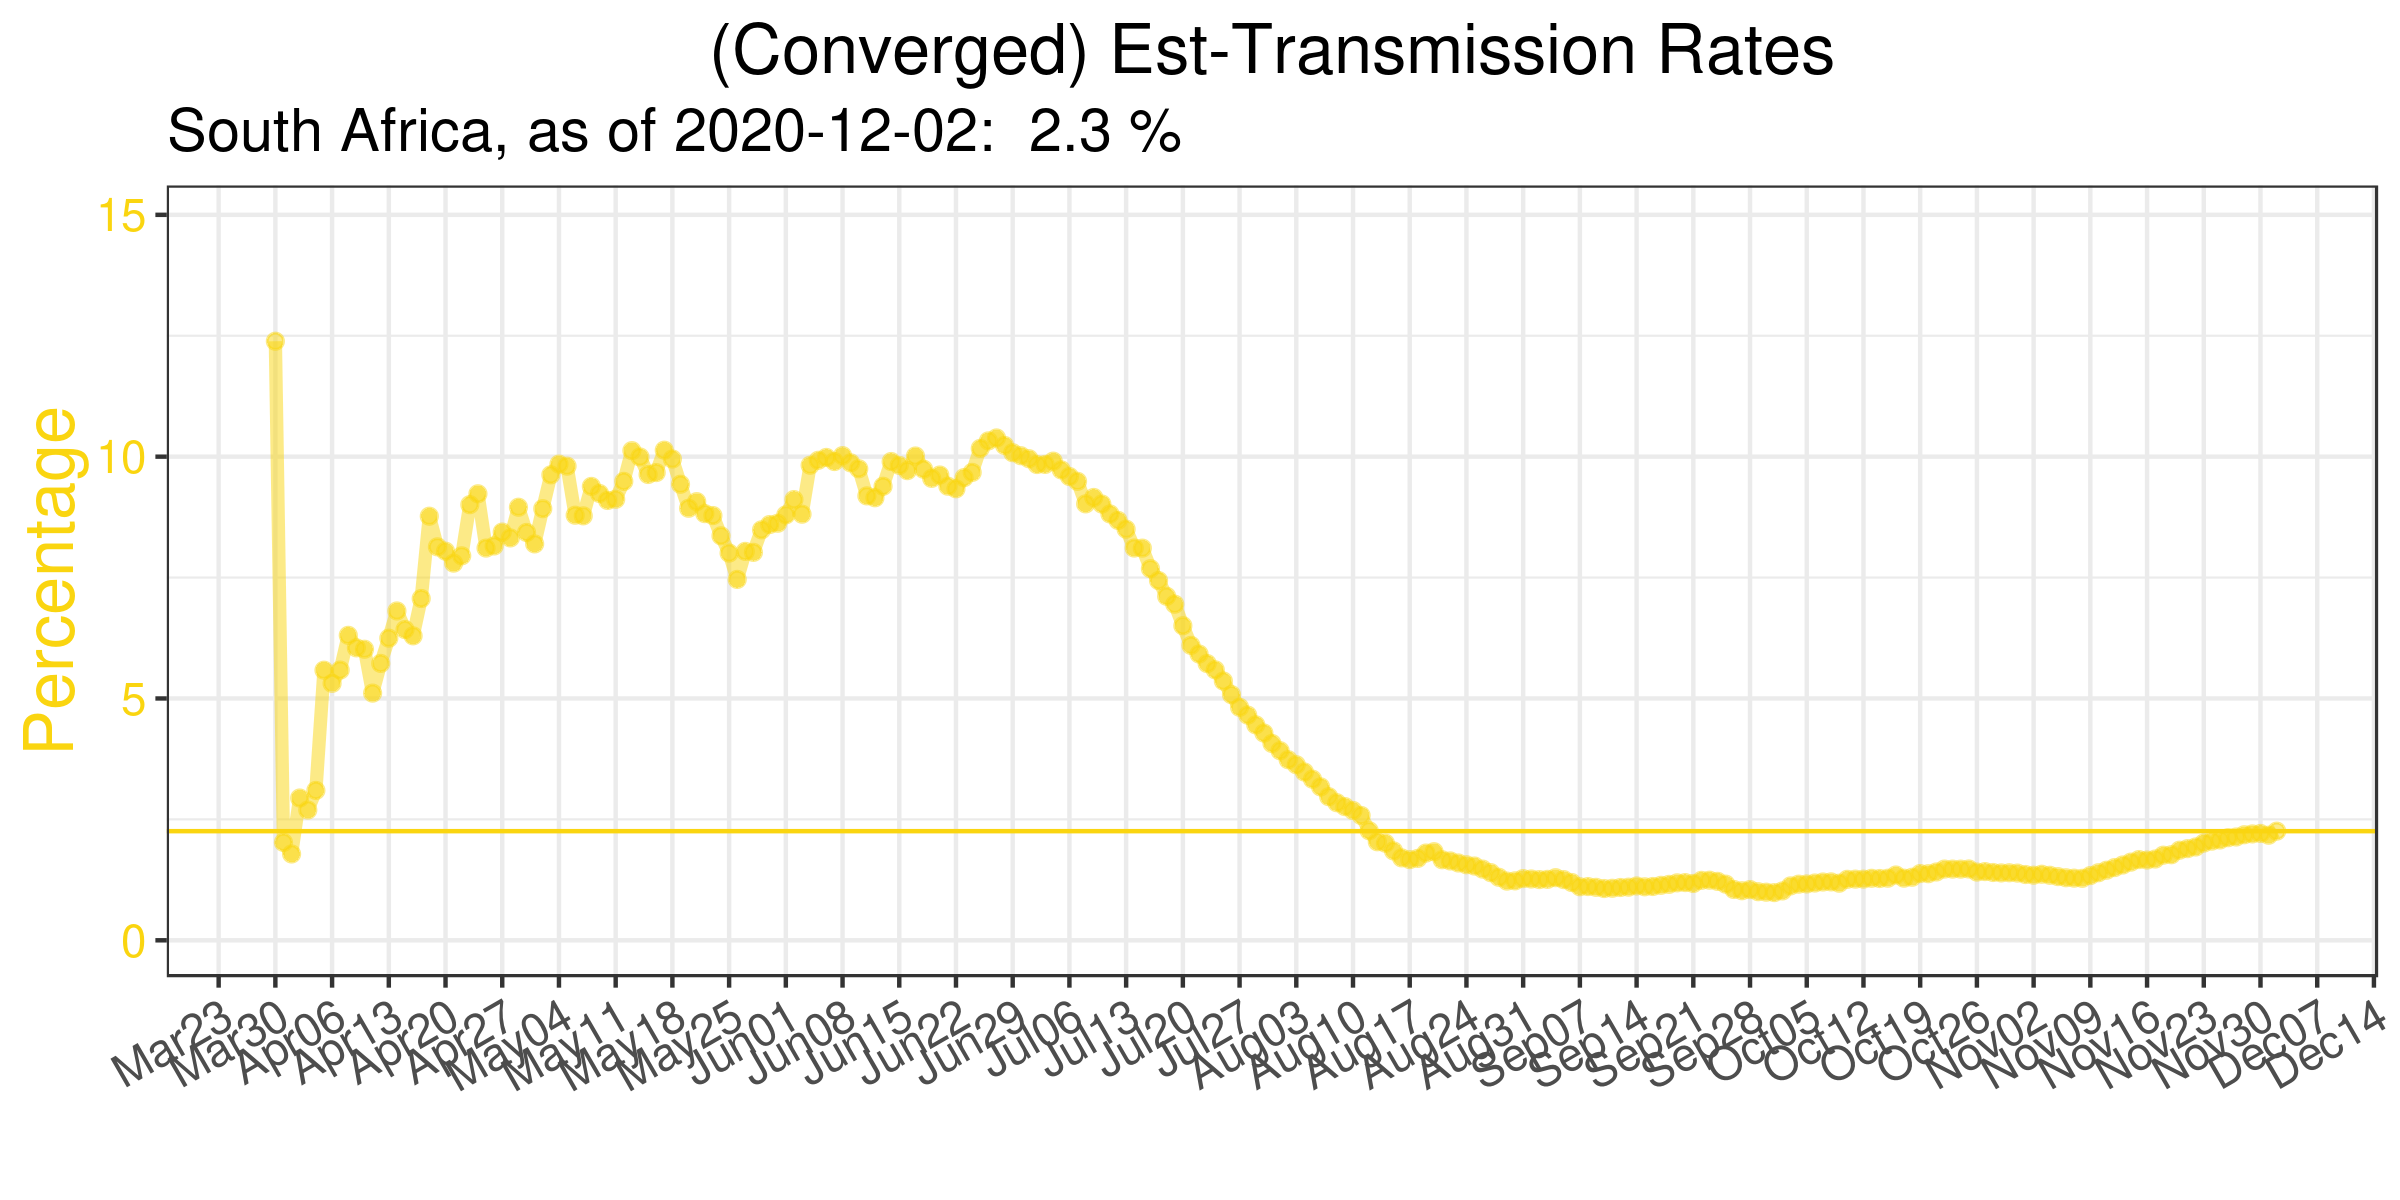 (Converged) Est-Transmission Rates
South Africa, as of 2020-12-02:  2.3 %
Percentage
15
10
5
0
Mar23
Mar30
Apr06
Apr13
Apr20
Apr27
May04
May11
May18
May25
Jun01
Jun08
Jun15
Jun22
Jun29
Jul06
Jul13
Jul20
Jul27
Aug03
Aug10
Aug17
Aug24
Aug31
Sep07
Sep14
Sep21
Sep28
Oct05
Oct12
Oct19
Oct26
Nov02
Nov09
Nov16
Nov23
Nov30
Dec07
Dec14